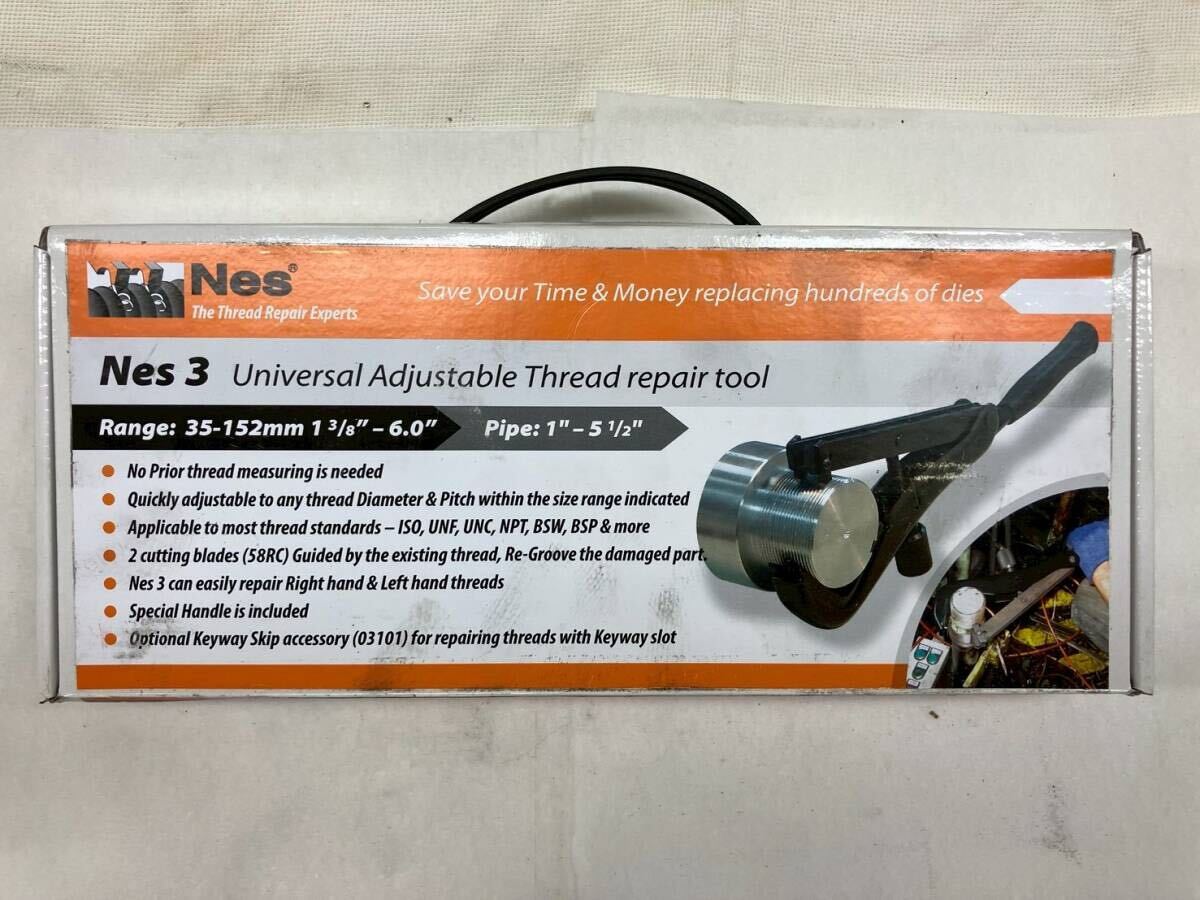 Nes®
The Thread Repair Experts
Save your Time & Money replacing hundreds of dies
Nes 3 Universal Adjustable Thread repair tool
Range: 35-152mm 1 3/8" – 6.0" Pipe: 1" – 5 1/2"
No Prior thread measuring is needed
Quickly adjustable to any thread Diameter & Pitch within the size range indicated
Applicable to most thread standards – ISO, UNF, UNC, NPT, BSW, BSP & more
2 cutting blades (58RC) Guided by the existing thread, Re-Groove the damaged part.
Nes 3 can easily repair Right hand & Left hand threads
Special Handle is included
Optional Keyway Skip accessory (03101) for repairing threads with Keyway slot